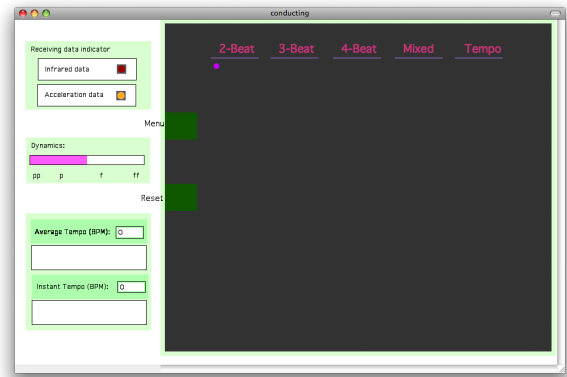 conducting
Receiving data indicator
Infrared data
Acceleration data
Menu
Dynamics:
pp p f ff
Reset
Average Tempo (BPM): 0
Instant Tempo (BPM): 0
2-Beat 3-Beat 4-Beat Mixed Tempo